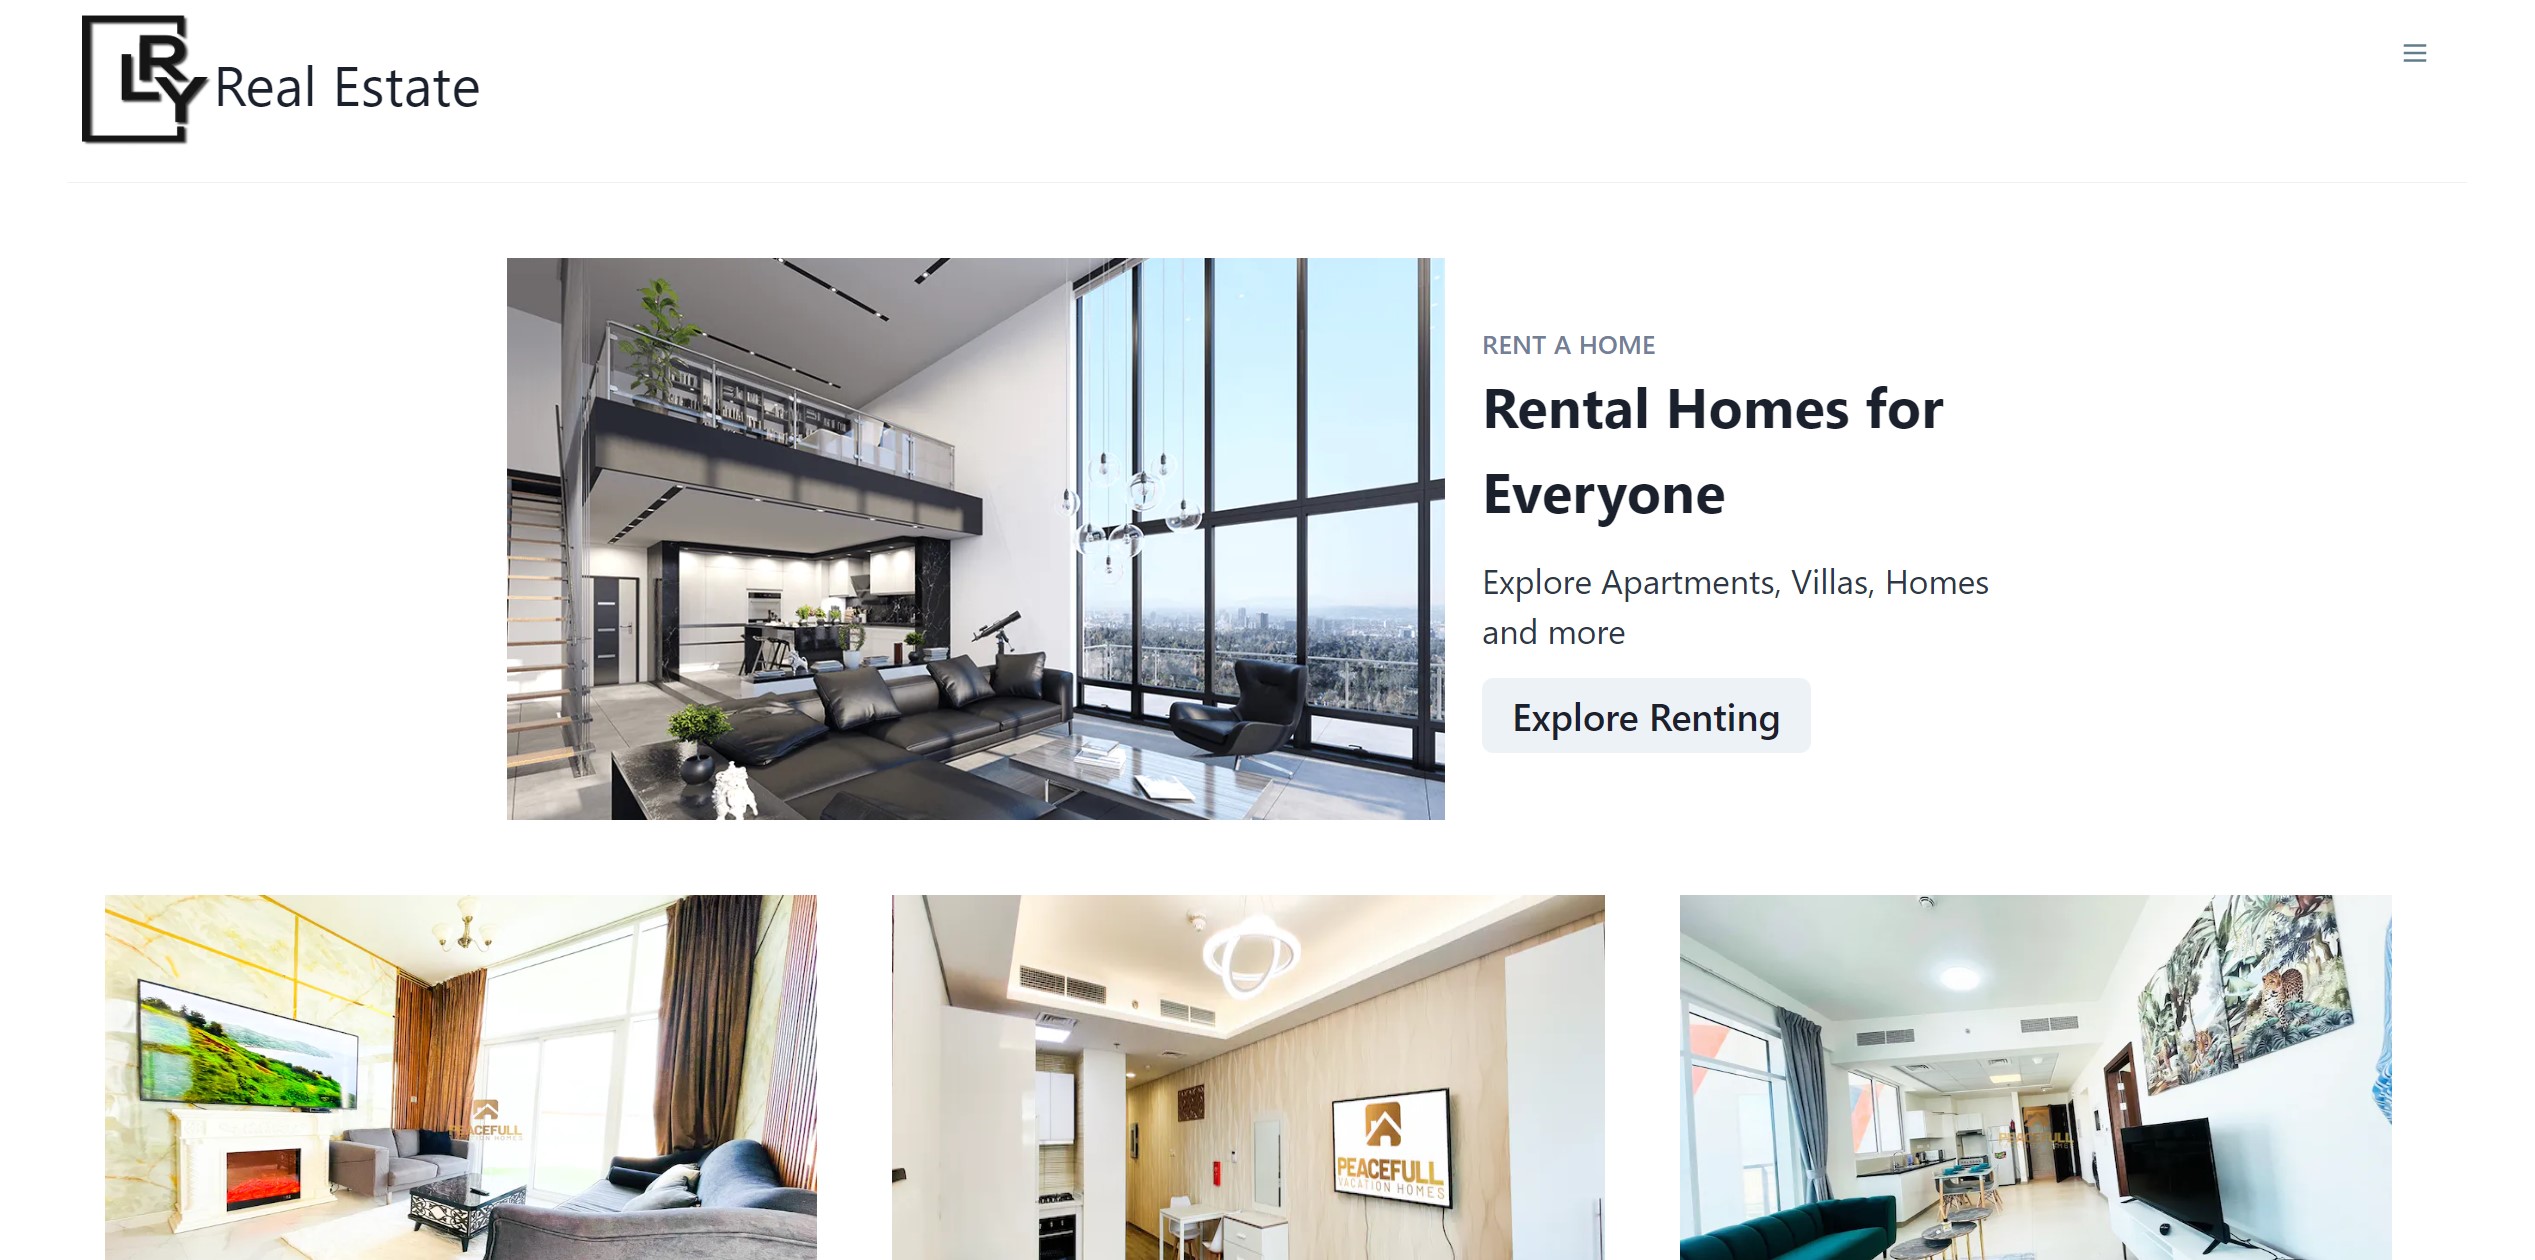 LRY Real Estate
RENT A HOME
Rental Homes for
Everyone
Explore Apartments, Villas, Homes
and more
Explore Renting
PEACEFULL
VACATION HOMES
PEACEFULL
VACATION HOMES
PEACEFULL